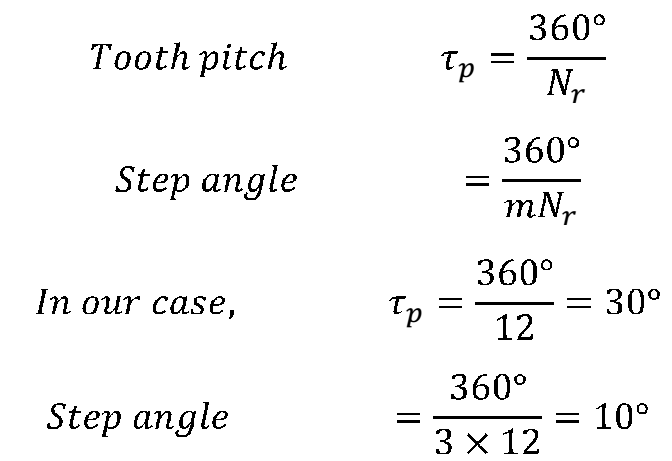 Tooth pitch τₚ = 360° / Nᵣ
Step angle = 360° / mNᵣ
In our case, τₚ = 360° / 12 = 30°
Step angle = 360° / 3 × 12 = 10°